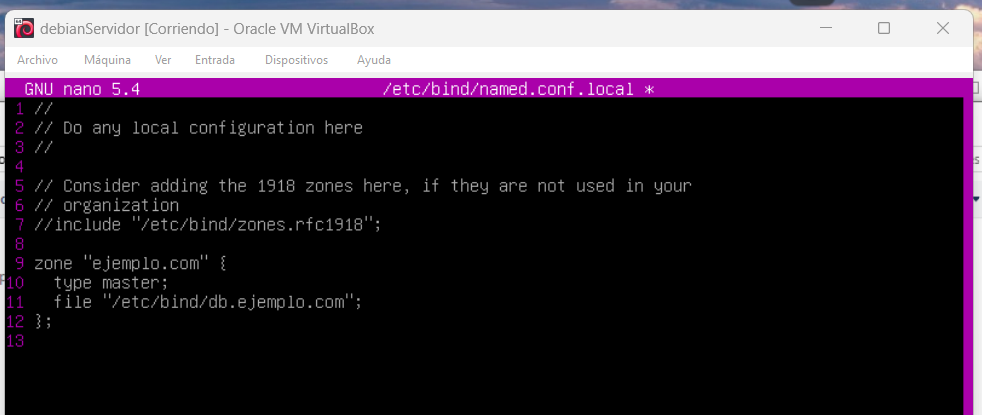 debianServidor [Corriendo] - Oracle VM VirtualBox
Archivo Máquina Ver Entrada Dispositivos Ayuda
GNU nano 5.4 /etc/bind/named.conf.local *
1 //
2 // Do any local configuration here
3 //
4
5 // Consider adding the 1918 zones here, if they are not used in your
6 // organization
7 //include "/etc/bind/zones.rfc1918";
8
9 zone "ejemplo.com" {
10 type master;
11 file "/etc/bind/db.ejemplo.com";
12 };
13